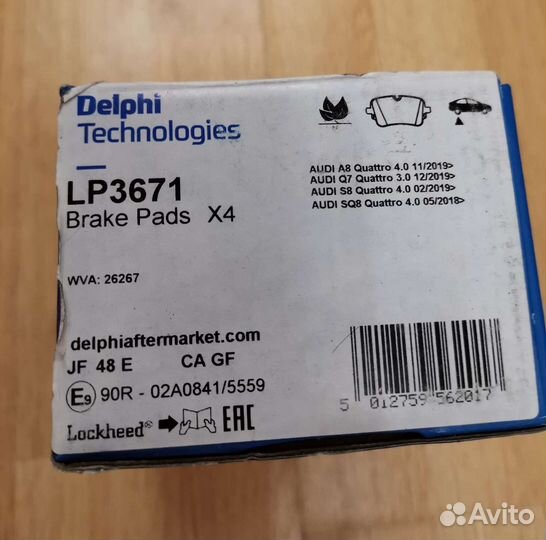 Delphi
Technologies
LP3671
Brake Pads X4
AUDI A8 Quattro 4.0 11/2019>
AUDI Q7 Quattro 3.0 12/2019>
AUDI S8 Quattro 4.0 02/2019>
AUDI SQ8 Quattro 4.0 05/2018>
WVA: 26267
delphiaftermarket.com
JF 48 E CA GF
E9 90R - 02A0841/5559
Lockheed® EAC
5 012759 562017
Avito